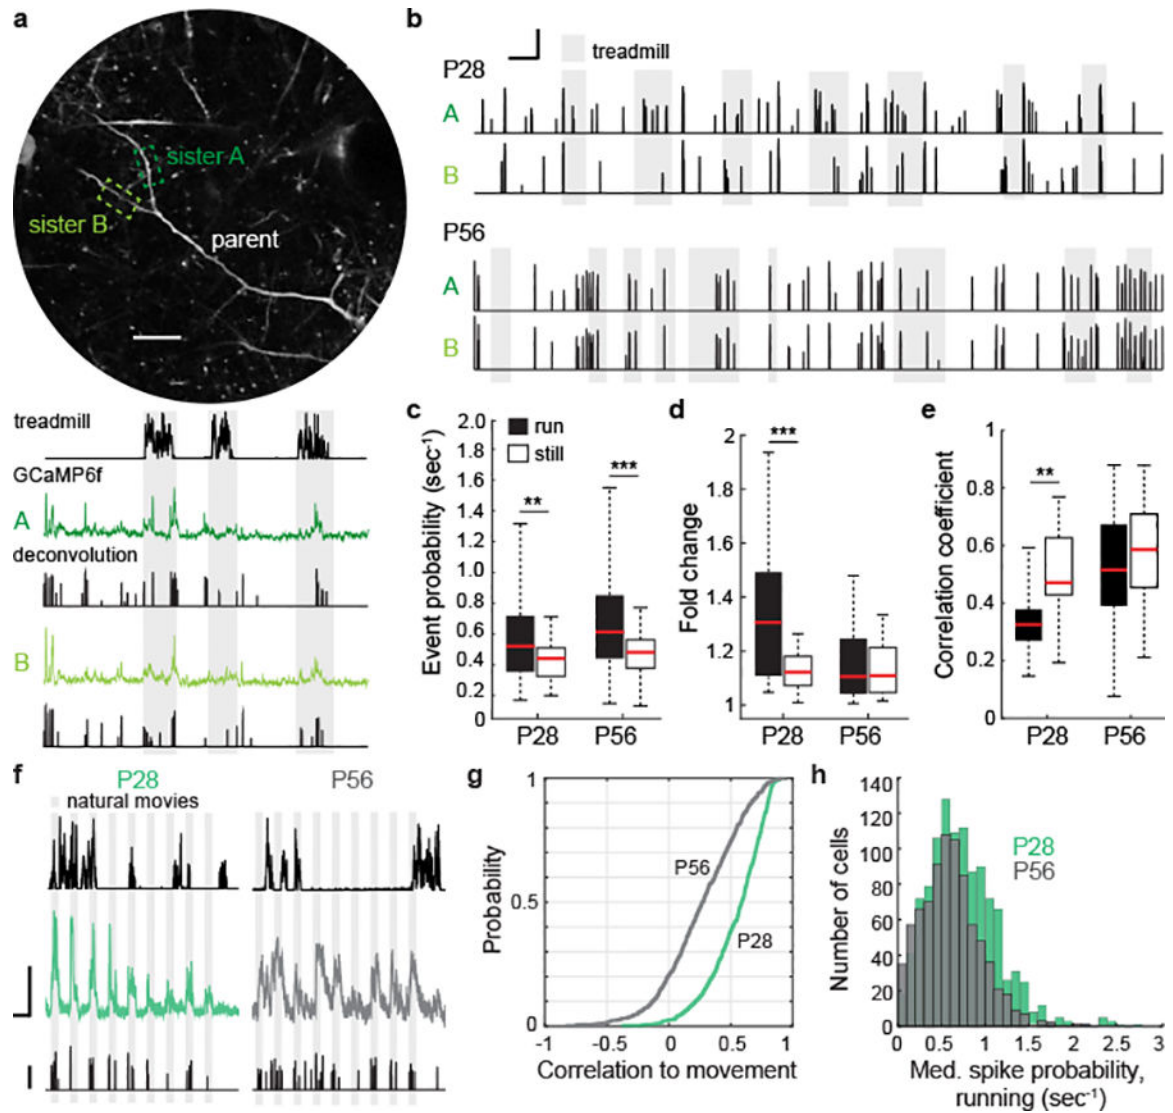 a
sister A
sister B
parent
treadmill
GCaMP6f
A
deconvolution
B
b
treadmill
P28
A
B
P56
A
B
c
2.0
1.8
1.6
1.4
1.2
1.0
0.8
0.6
0.4
0.2
0
Event probability (sec⁻¹)
run
still
**
***
P28 P56
d
2
1.8
1.6
1.4
1.2
1
Fold change
***
P28 P56
e
1
0.8
0.6
0.4
0.2
0
Correlation coefficient
**
P28 P56
f
P28 P56
natural movies
g
1
0.5
0
Probability
P56
P28
-1 -0.5 0 0.5 1
Correlation to movement
h
140
120
100
80
60
40
20
0
Number of cells
P28
P56
0 0.5 1 1.5 2 2.5 3
Med. spike probability,
running (sec⁻¹)